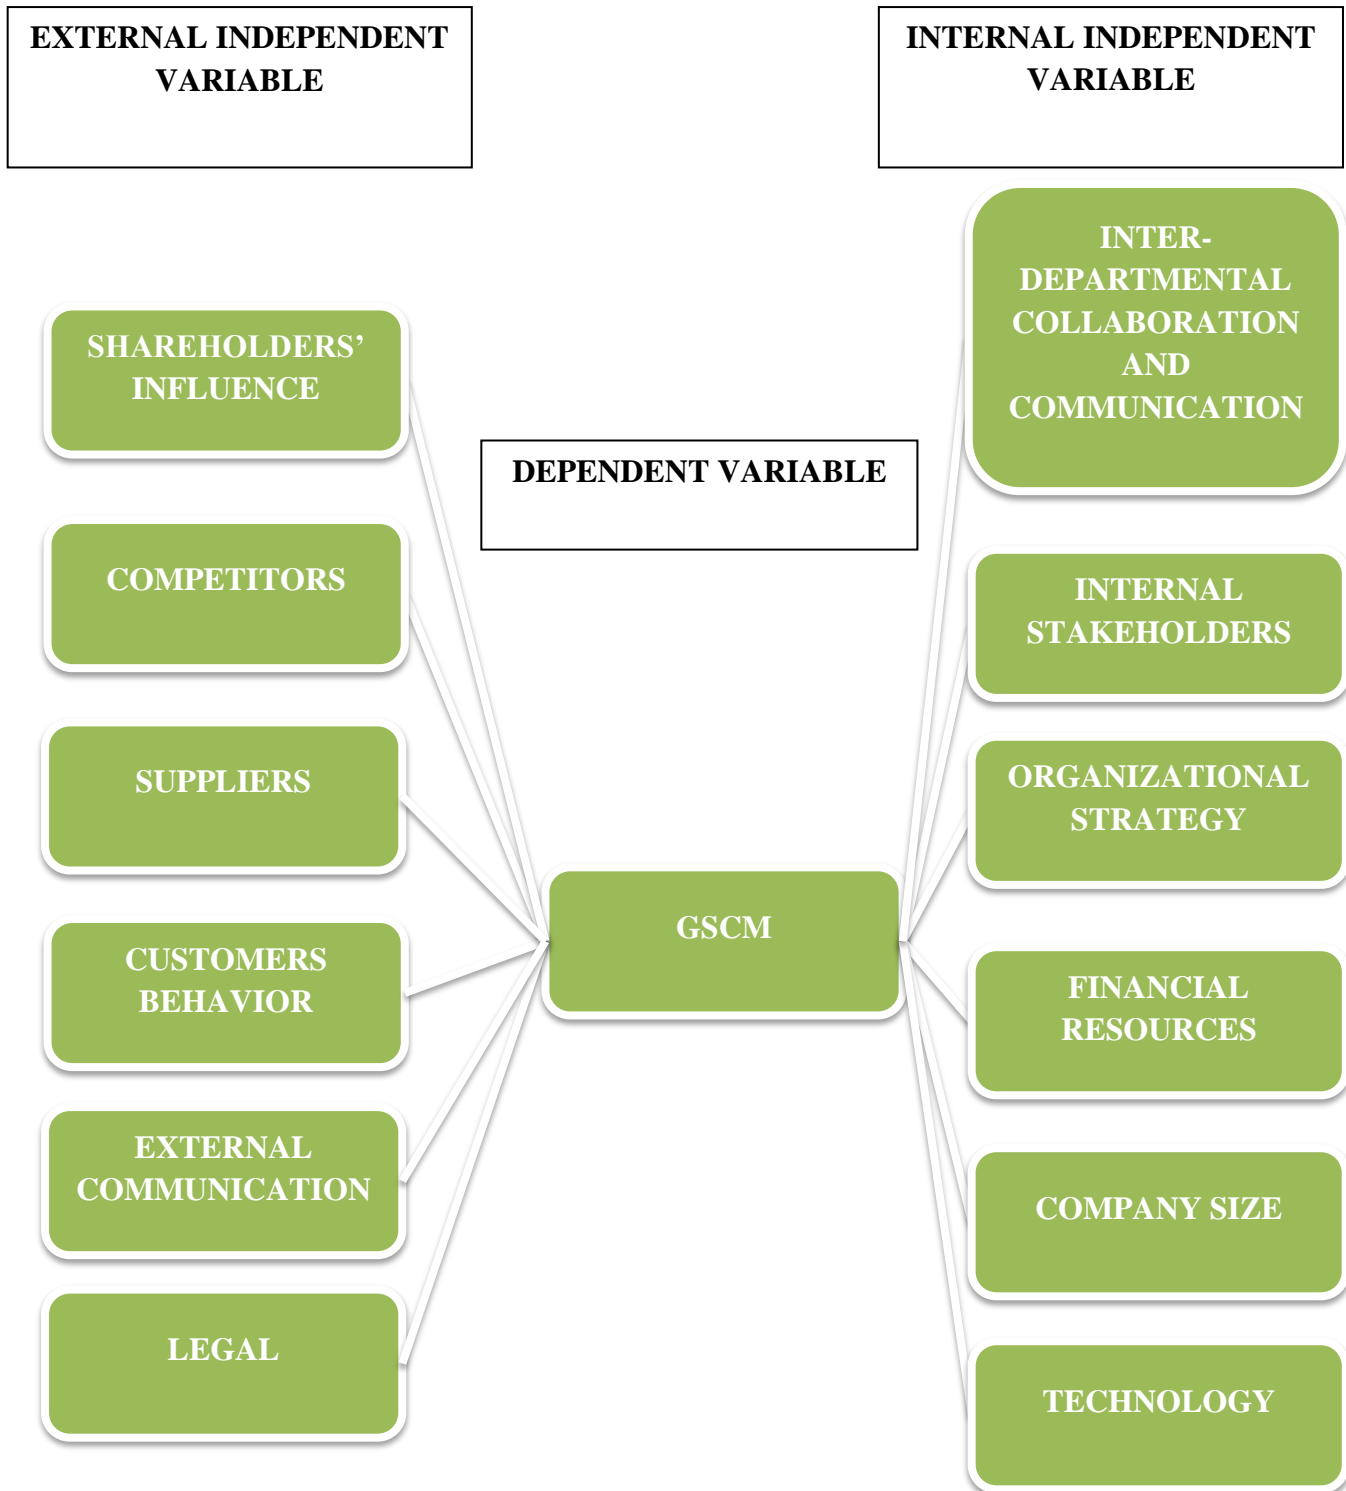 EXTERNAL INDEPENDENT
VARIABLE
INTERNAL INDEPENDENT
VARIABLE
SHAREHOLDERS’
INFLUENCE
COMPETITORS
SUPPLIERS
CUSTOMERS
BEHAVIOR
EXTERNAL
COMMUNICATION
LEGAL
DEPENDENT VARIABLE
GSCM
INTER-
DEPARTMENTAL
COLLABORATION
AND
COMMUNICATION
INTERNAL
STAKEHOLDERS
ORGANIZATIONAL
STRATEGY
FINANCIAL
RESOURCES
COMPANY SIZE
TECHNOLOGY